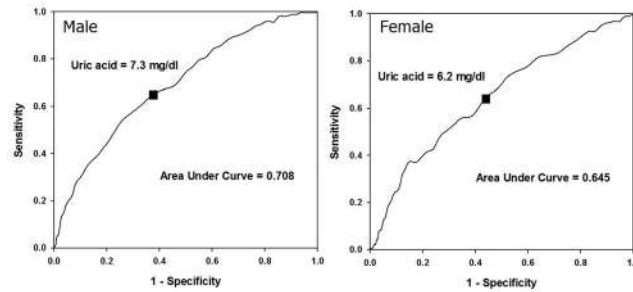 Male
Uric acid = 7.3 mg/dl
Area Under Curve = 0.708
Sensitivity
1.0
0.8
0.6
0.4
0.2
0.0
0.0 0.2 0.4 0.6 0.8 1.0
1 - Specificity
Female
Uric acid = 6.2 mg/dl
Area Under Curve = 0.645
Sensitivity
1.0
0.8
0.6
0.4
0.2
0.0
0.0 0.2 0.4 0.6 0.8 1.0
1 - Specificity